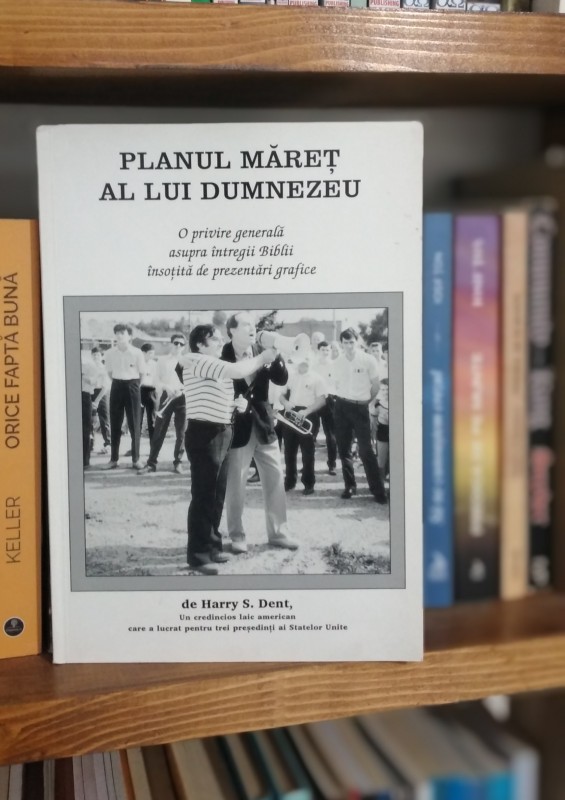 PLANUL MĂREȚ
AL LUI DUMNEZEU
O privire generală
asupra întregii Biblii
însoțită de prezentări grafice
de Harry S. Dent,
Un credincios laic american
care a lucrat pentru trei președinți ai Statelor Unite
KELLER ORICE FAPTĂ BUNĂ